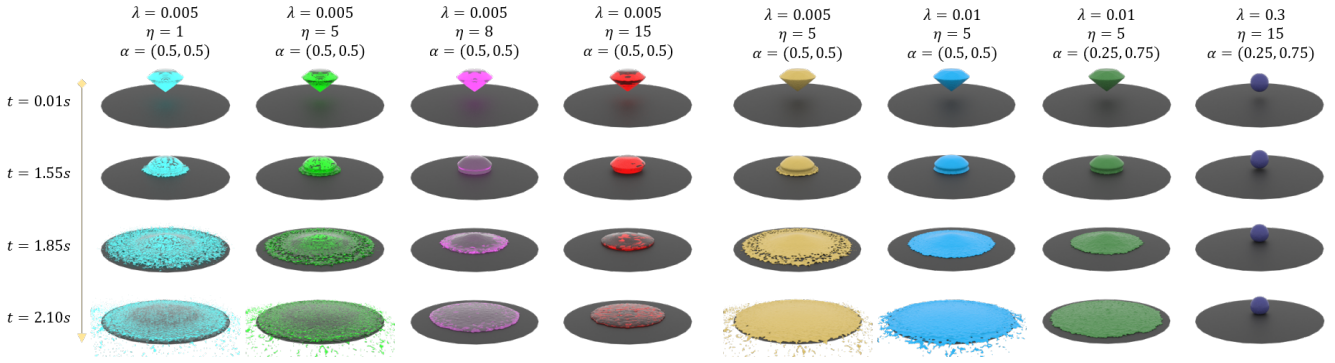 λ = 0.005
η = 1
α = (0.5, 0.5)
λ = 0.005
η = 5
α = (0.5, 0.5)
λ = 0.005
η = 8
α = (0.5, 0.5)
λ = 0.005
η = 15
α = (0.5, 0.5)
λ = 0.005
η = 5
α = (0.5, 0.5)
λ = 0.01
η = 5
α = (0.5, 0.5)
λ = 0.01
η = 5
α = (0.25, 0.75)
λ = 0.3
η = 15
α = (0.25, 0.75)
t = 0.01s
t = 1.55s
t = 1.85s
t = 2.10s